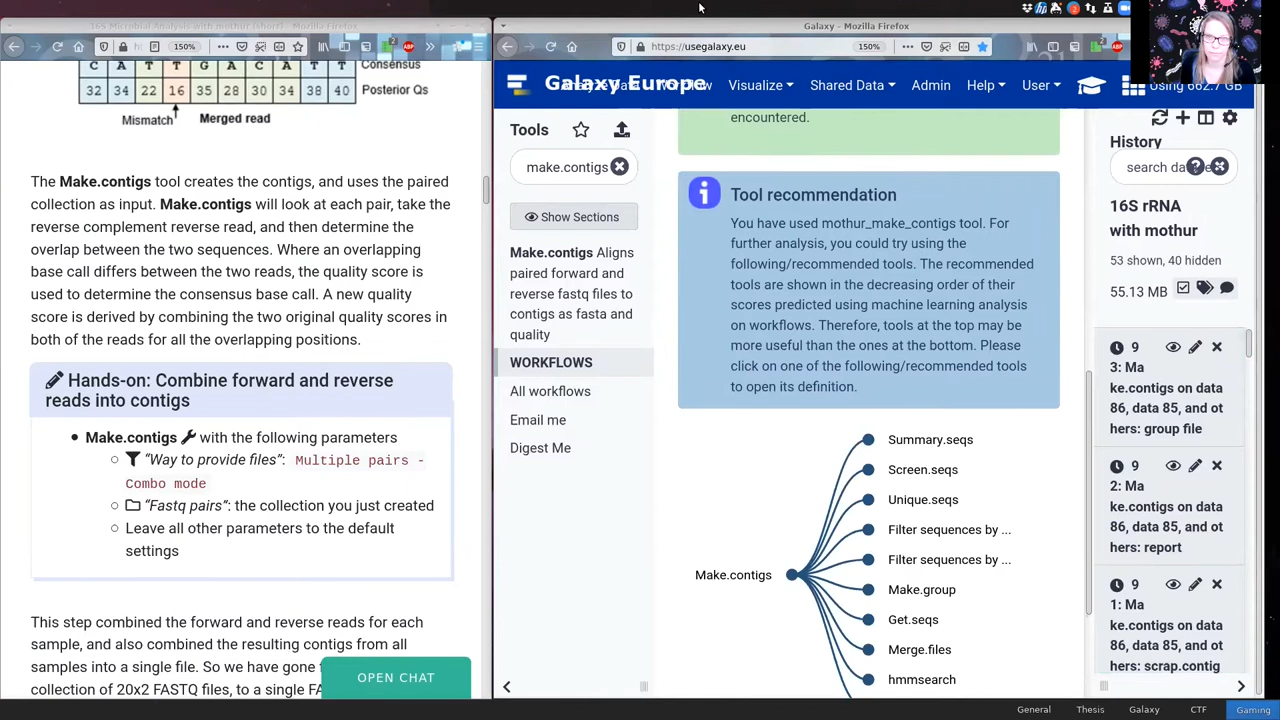 16S Microbial Analysis with mothur (short) - Mozilla Firefox
150%
C A T T G A C A T T Consensus
32 34 22 16 35 28 30 34 38 40 Posterior Qs
Mismatch Merged read
The Make.contigs tool creates the contigs, and uses the paired
collection as input. Make.contigs will look at each pair, take the
reverse complement reverse read, and then determine the
overlap between the two sequences. Where an overlapping
base call differs between the two reads, the quality score is
used to determine the consensus base call. A new quality
score is derived by combining the two original quality scores in
both of the reads for all the overlapping positions.
Hands-on: Combine forward and reverse
reads into contigs
Make.contigs with the following parameters
“Way to provide files”: Multiple pairs -
Combo mode
“Fastq pairs”: the collection you just created
Leave all other parameters to the default
settings
This step combined the forward and reverse reads for each
sample, and also combined the resulting contigs from all
samples into a single file. So we have gone
collection of 20x2 FASTQ files, to a single
OPEN CHAT
Galaxy - Mozilla Firefox
https://usegalaxy.eu
150%
Galaxy Europe
Visualize
Shared Data
Admin
Help
User
Using 662.7 GB
Tools
make.contigs
Show Sections
Make.contigs Aligns
paired forward and
reverse fastq files to
contigs as fasta and
quality
WORKFLOWS
All workflows
Email me
Digest Me
encountered.
Tool recommendation
You have used mothur_make_contigs tool. For
further analysis, you could try using the
following/recommended tools. The recommended
tools are shown in the decreasing order of their
scores predicted using machine learning analysis
on workflows. Therefore, tools at the top may be
more useful than the ones at the bottom. Please
click on one of the following/recommended tools
to open its definition.
Make.contigs
Summary.seqs
Screen.seqs
Unique.seqs
Filter sequences by ...
Filter sequences by ...
Make.group
Get.seqs
Merge.files
hmmsearch
History
search
16S rRNA
with mothur
53 shown, 40 hidden
55.13 MB
9
3: Ma
ke.contigs on data
86, data 85, and ot
hers: group file
9
2: Ma
ke.contigs on data
86, data 85, and ot
hers: report
9
1: Ma
ke.contigs on data
86, data 85, and ot
hers: scrap.contig
General Thesis Galaxy CTF Gaming